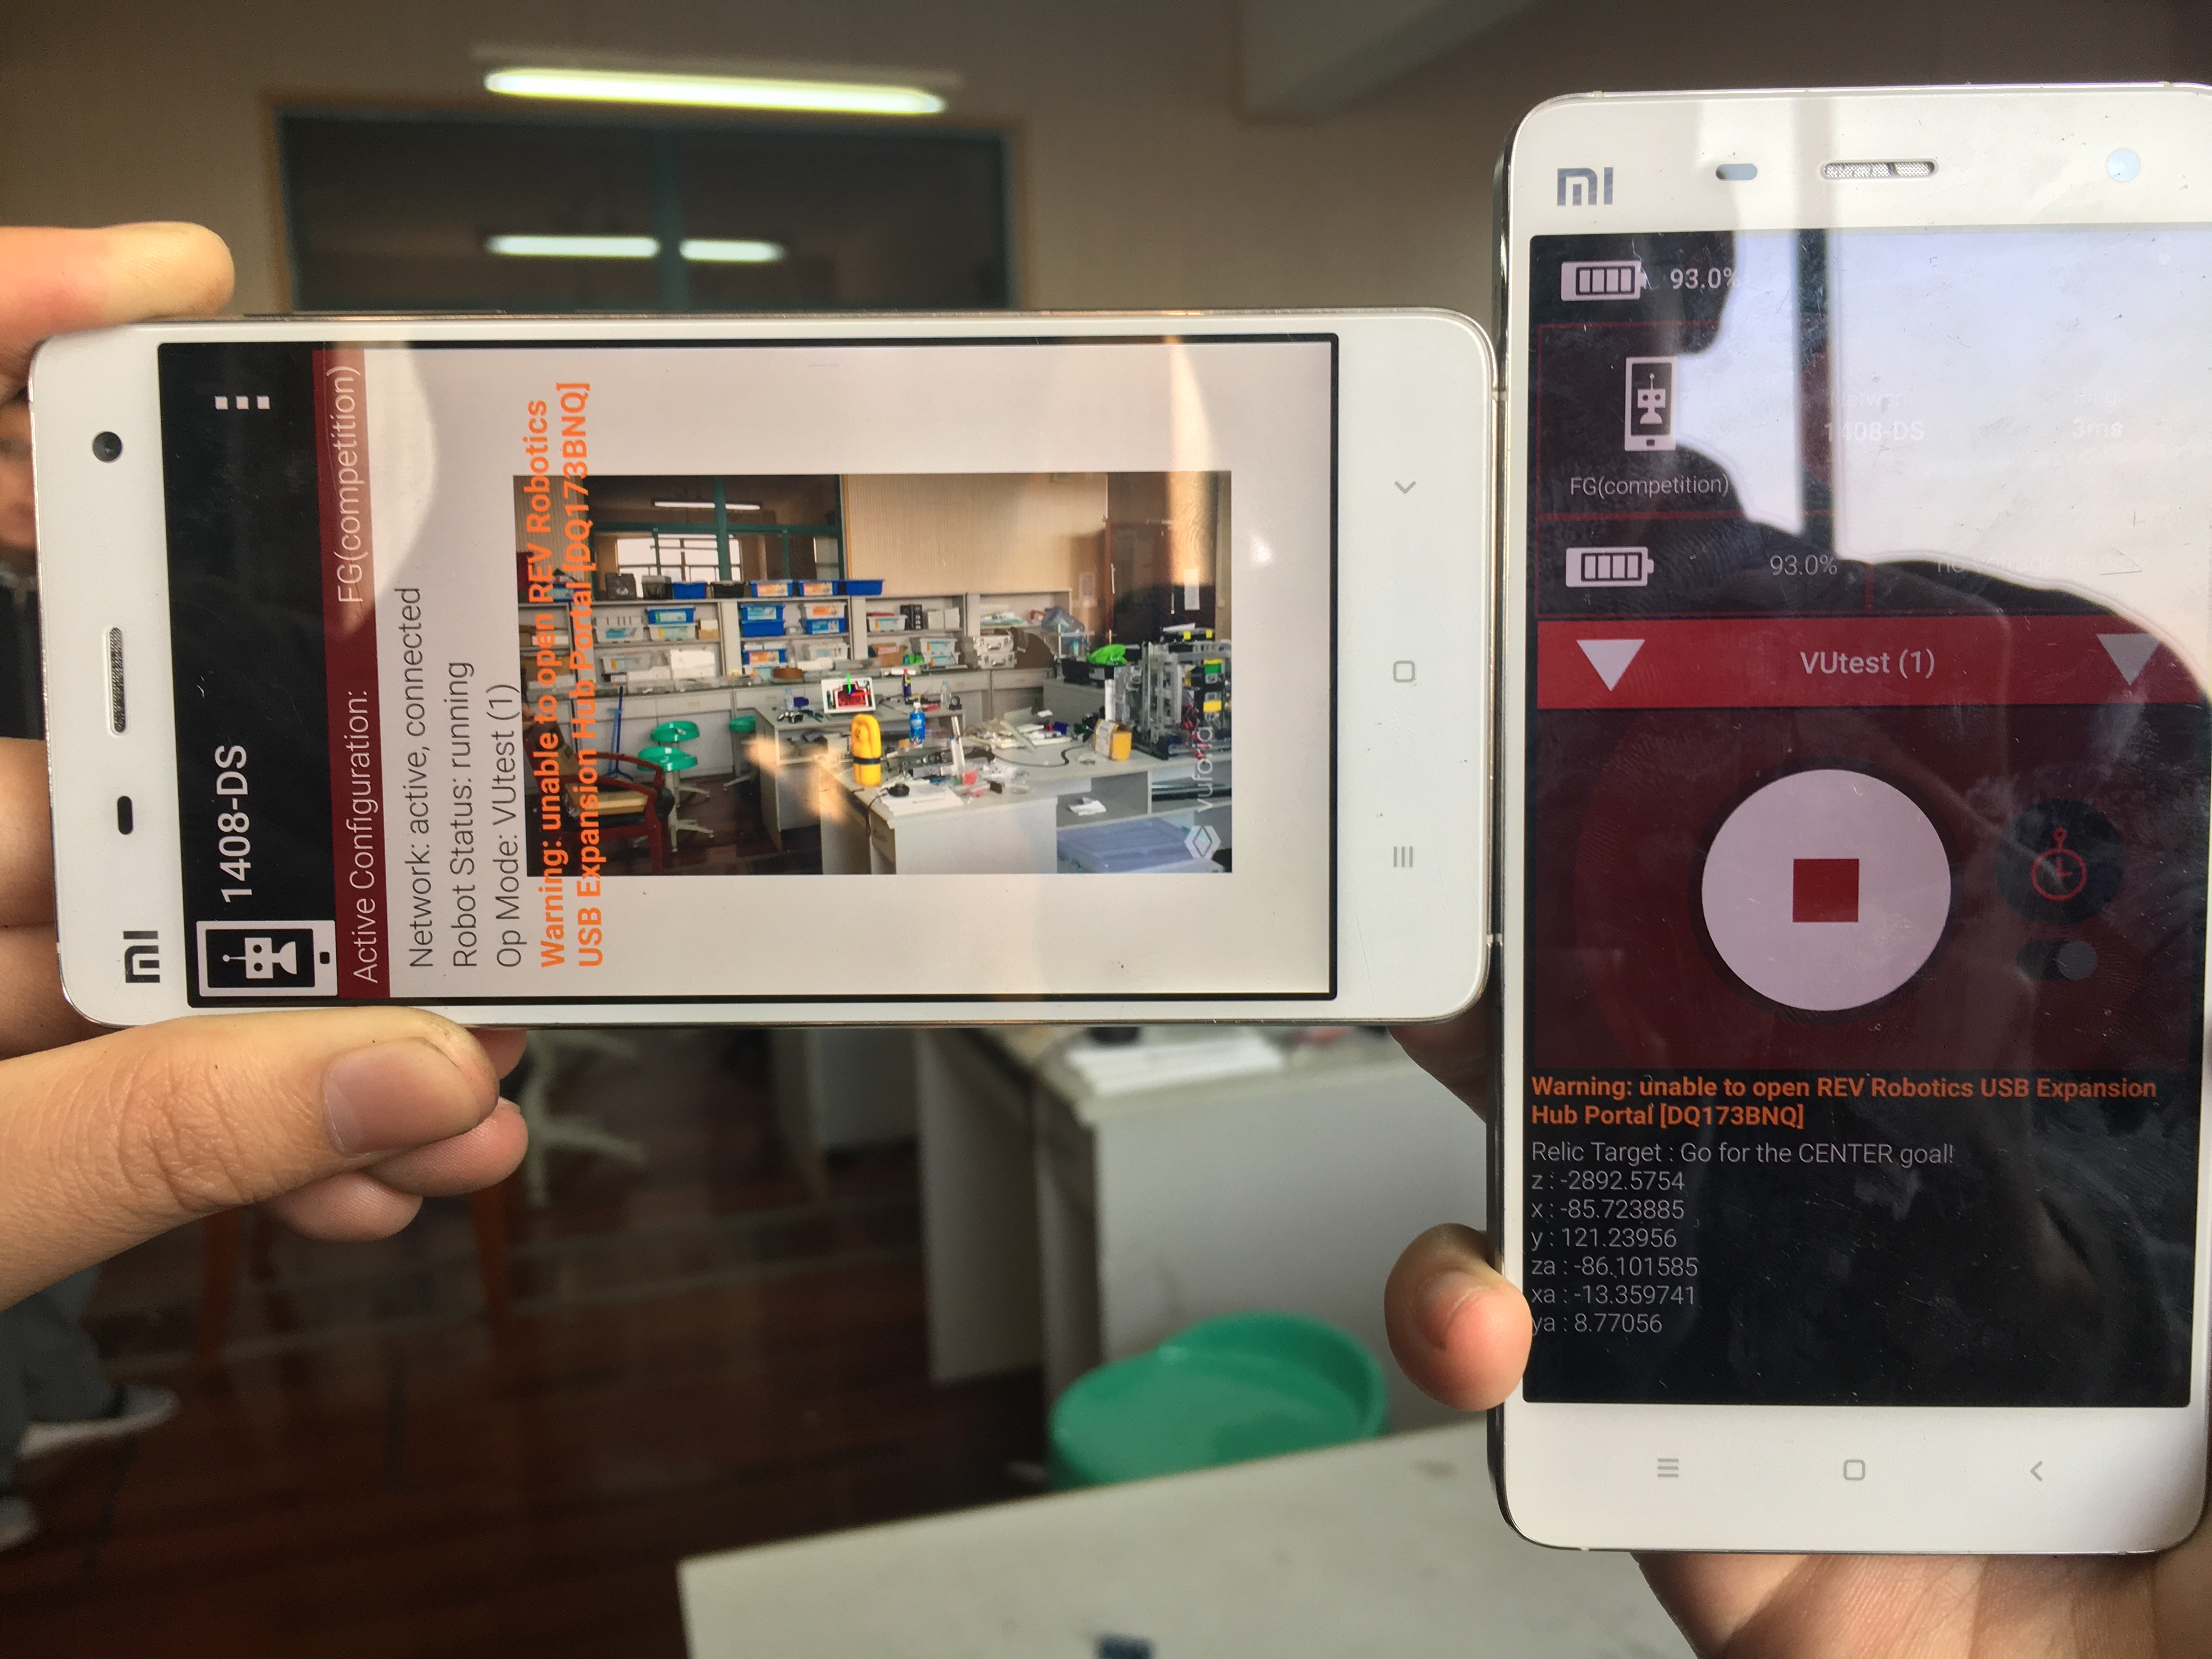 mi
1408-DS
Active Configuration: FG(competition)
Network: active, connected
Robot Status: running
Op Mode: VUtest (1)
Warning: unable to open REV Robotics
USB Expansion Hub Portal [DQ173BNQ]
vuforia
mi
93.0%
1408-DS 3ms
FG(competition)
93.0%
VUtest (1)
Warning: unable to open REV Robotics USB Expansion
Hub Portal [DQ173BNQ]
Relic Target : Go for the CENTER goal!
z : -2892.5754
x : -85.723885
y : 121.23956
za : -86.101585
xa : -13.359741
ya : 8.77056